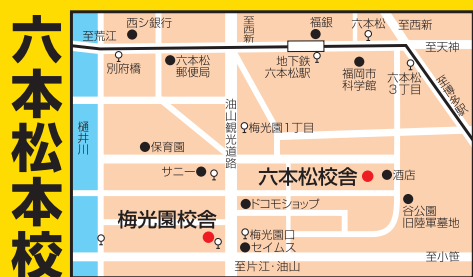 六本松本校
西シ銀行
至西新
福銀
六本松
至西新
至荒江
至天神
別府橋
六本松
郵便局
地下鉄
六本松駅
福岡市
科学館
六本松
3丁目
至博多駅
樋井川
油山観光道路
梅光園1丁目
保育園
サニー
六本松校舎
酒店
ドコモショップ
谷公園
旧陸軍墓地
梅光園校舎
梅光園口
セイムス
至小笹
至片江・油山